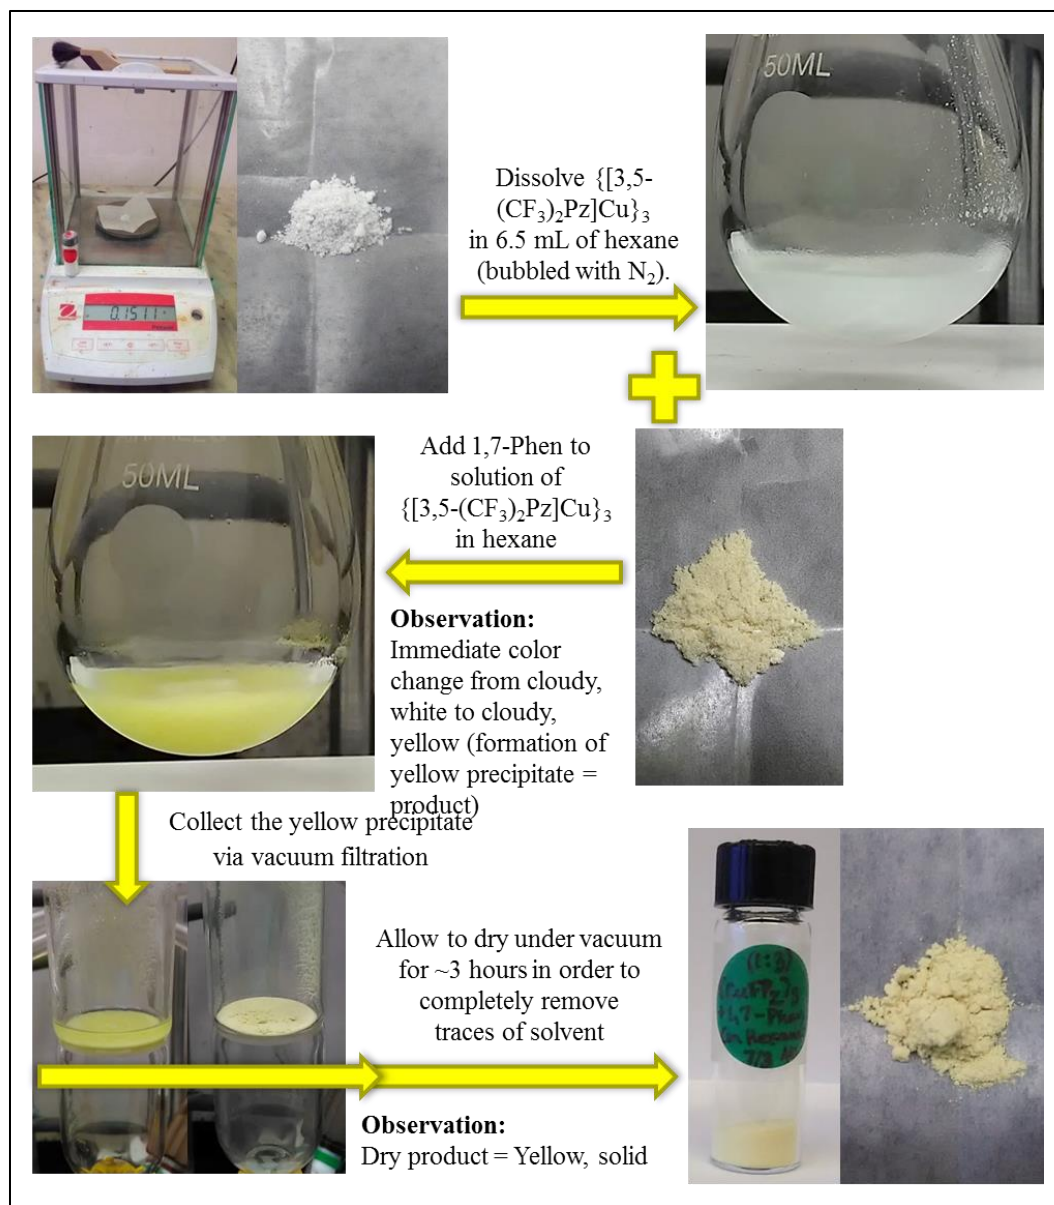 50ML
Dissolve {[3,5-
(CF₃)₂Pz]Cu}₃
in 6.5 mL of hexane
(bubbled with N₂).
0.1511
Add 1,7-Phen to
solution of
{[3,5-(CF₃)₂Pz]Cu}₃
in hexane
50ML
Observation:
Immediate color
change from cloudy,
white to cloudy,
yellow (formation of
yellow precipitate =
product)
Collect the yellow precipitate
via vacuum filtration
Allow to dry under vacuum
for ~3 hours in order to
completely remove
traces of solvent
(1:3)
Observation:
Dry product = Yellow, solid